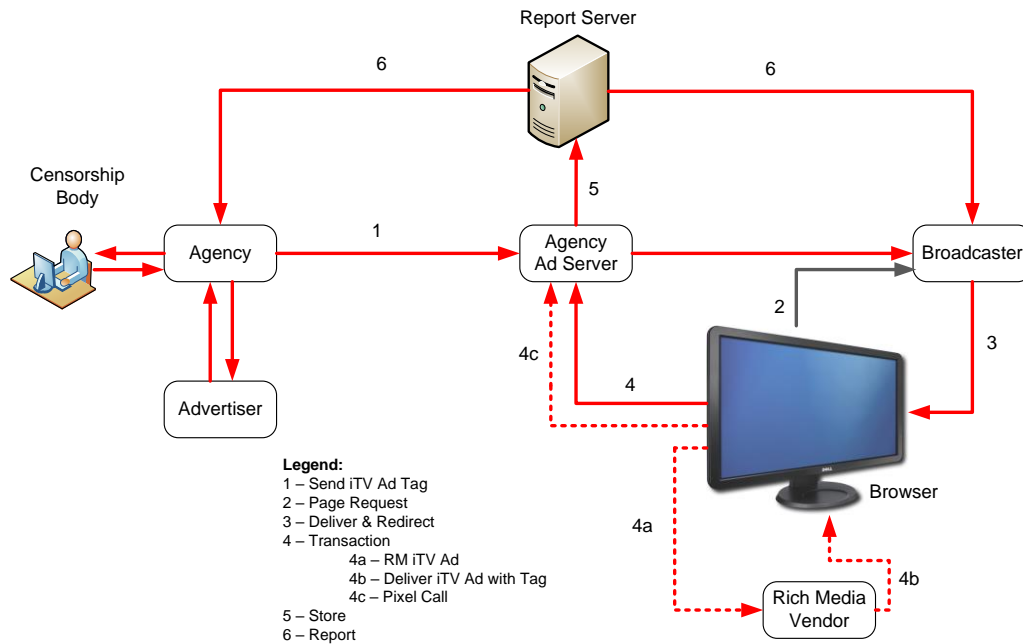 Report Server
6
6
Censorship
Body
5
1
Agency
Agency
Ad Server
Broadcaster
2
3
4c
4
Advertiser
Legend:
1 – Send iTV Ad Tag
2 – Page Request
3 – Deliver & Redirect
4 – Transaction
4a – RM iTV Ad
4b – Deliver iTV Ad with Tag
4c – Pixel Call
5 – Store
6 – Report
DELL
Browser
4a
4b
Rich Media
Vendor